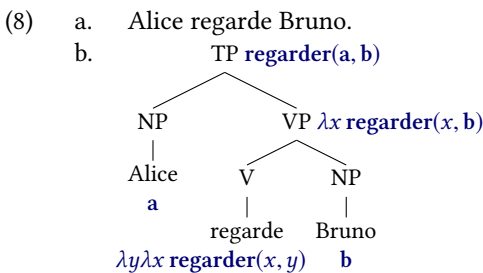 (8) a. Alice regarde Bruno.
b. TP regarder(a, b)
NP VP λx regarder(x, b)
Alice V NP
a
regarde Bruno
λyλx regarder(x, y) b